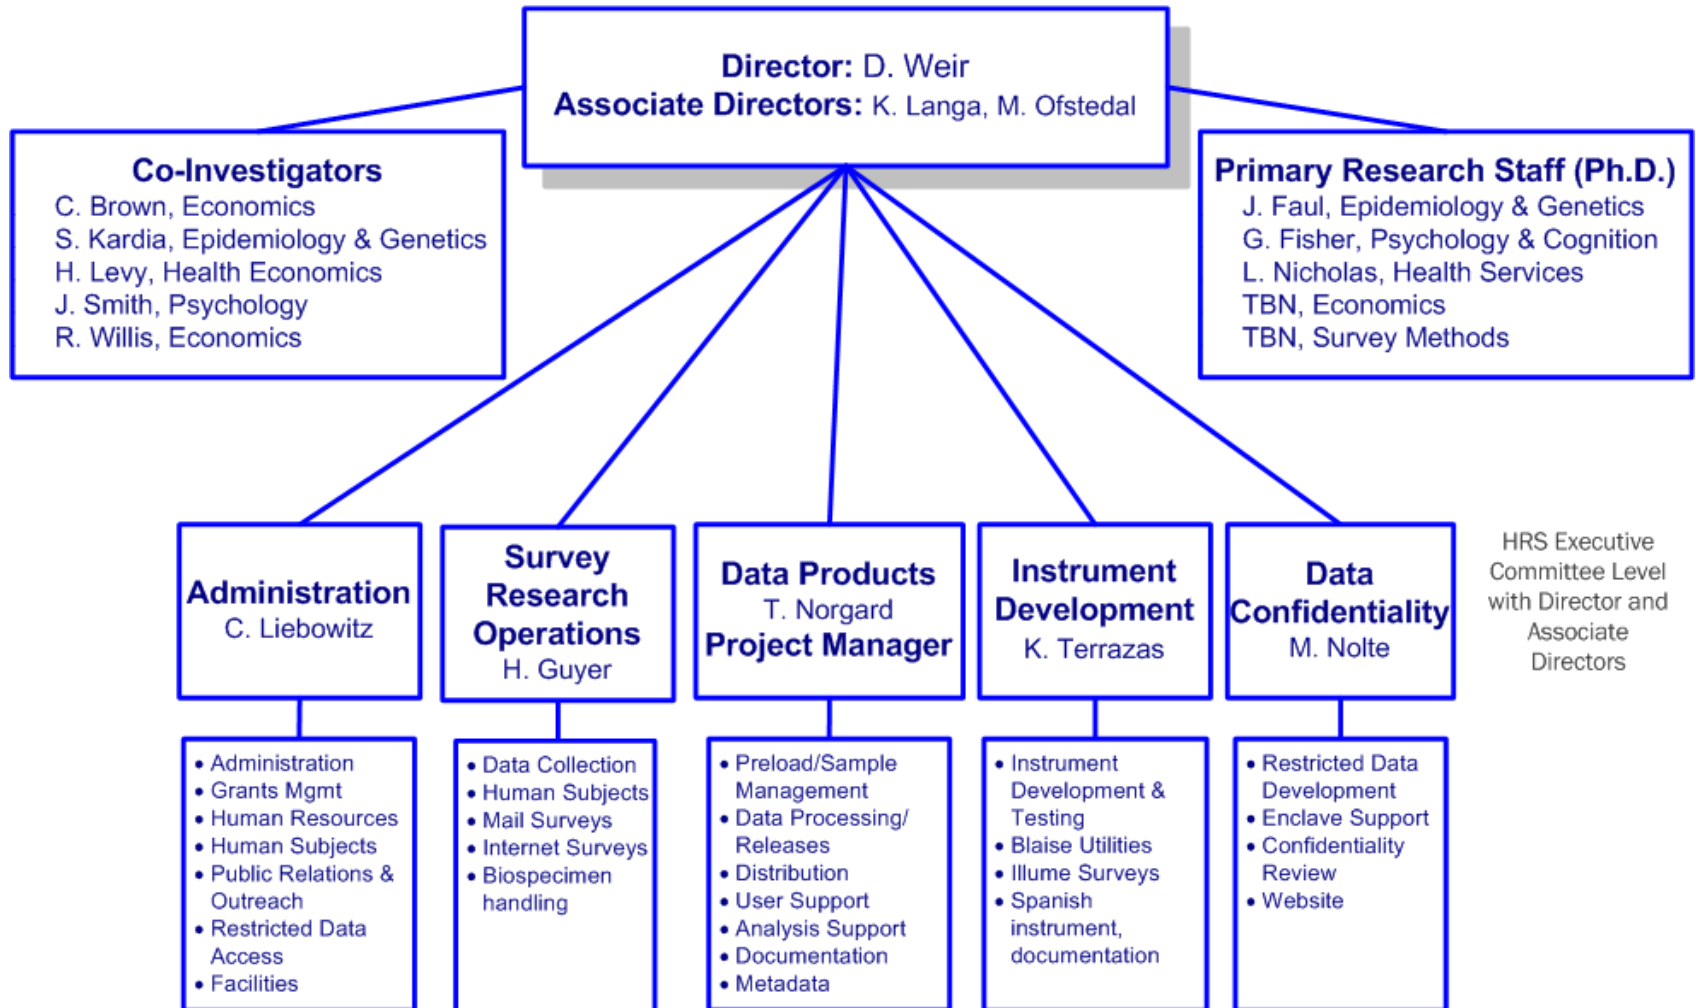 Director: D. Weir
Associate Directors: K. Langa, M. Ofstedal
Co-Investigators
C. Brown, Economics
S. Kardia, Epidemiology & Genetics
H. Levy, Health Economics
J. Smith, Psychology
R. Willis, Economics
Primary Research Staff (Ph.D.)
J. Faul, Epidemiology & Genetics
G. Fisher, Psychology & Cognition
L. Nicholas, Health Services
TBN, Economics
TBN, Survey Methods
Administration
C. Liebowitz
Survey
Research
Operations
H. Guyer
Data Products
T. Norgard
Project Manager
Instrument
Development
K. Terrazas
Data
Confidentiality
M. Nolte
HRS Executive
Committee Level
with Director and
Associate
Directors
• Administration
• Grants Mgmt
• Human Resources
• Human Subjects
• Public Relations &
Outreach
• Restricted Data
Access
• Facilities
• Data Collection
• Human Subjects
• Mail Surveys
• Internet Surveys
• Biospecimen
handling
• Preload/Sample
Management
• Data Processing/
Releases
• Distribution
• User Support
• Analysis Support
• Documentation
• Metadata
• Instrument
Development &
Testing
• Blaise Utilities
• Illume Surveys
• Spanish
instrument,
documentation
• Restricted Data
Development
• Enclave Support
• Confidentiality
Review
• Website